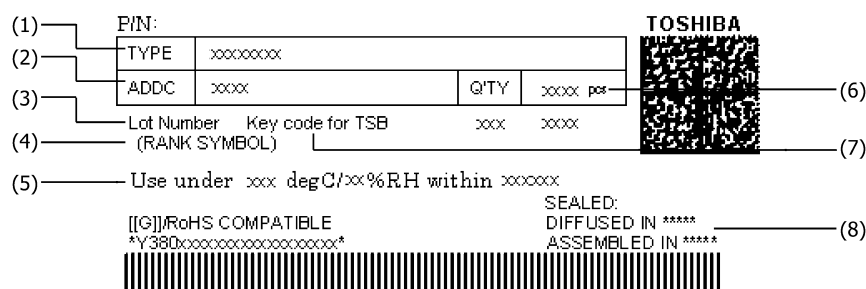 P/N: TOSHIBA
(1) TYPE xxxxxxxx
(2) ADDC xxxx Q'TY xxxx pcs (6)
(3) Lot Number Key code for TSB xxx xxxx
(4) (RANK SYMBOL) (7)
(5) Use under xxx degC/xx%RH within xxxxxx
SEALED:
[[G]]/RoHS COMPATIBLE DIFFUSED IN ***** (8)
*Y380xxxxxxxxxxxxxxxxxx* ASSEMBLED IN *****